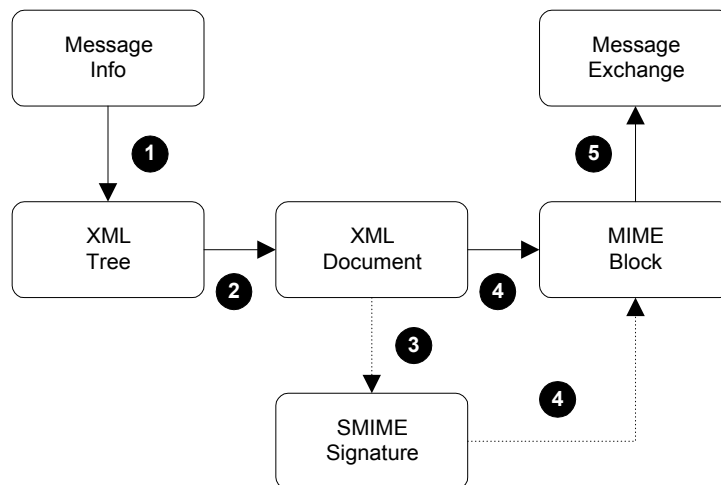 Message
Info
Message
Exchange
1
5
XML
Tree
XML
Document
MIME
Block
2
4
3
4
SMIME
Signature